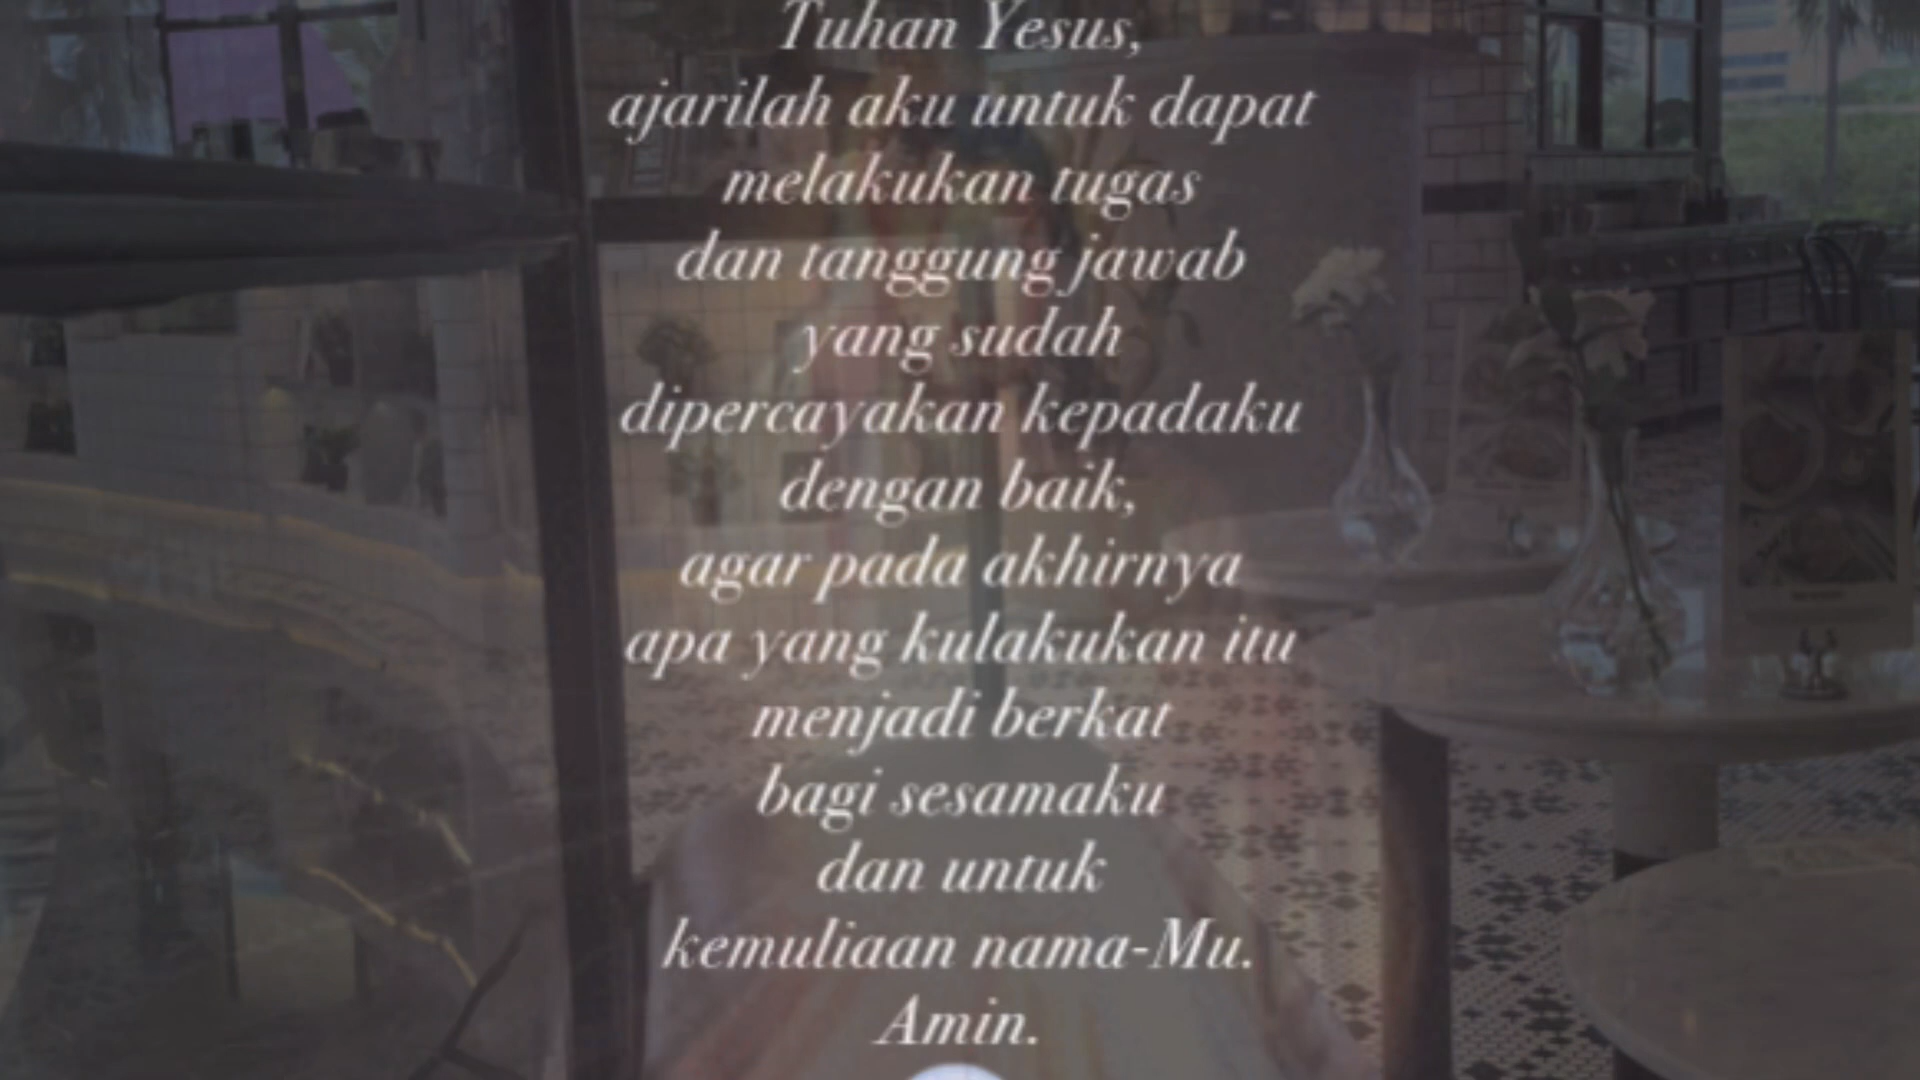 Tuhan Yesus,
ajarilah aku untuk dapat
melakukan tugas
dan tanggung jawab
yang sudah
dipercayakan kepadaku
dengan baik,
agar pada akhirnya
apa yang kulakukan itu
menjadi berkat
bagi sesamaku
dan untuk
kemuliaan nama-Mu.
Amin.